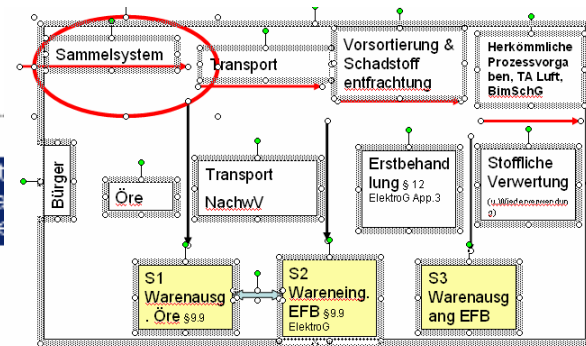 Sammelsystem
Transport
Vorsortierung &
Schadstoff
entfrachtung
Herkömmliche
Prozessvorga
ben, TA Luft,
BimSchG
Bürger
Öre
Transport
NachwV
Erstbehand
lung § 12
ElektroG App.3
Stoffliche
Verwertung
(u.Wiederverwendun
g)
S1
Warenausg
. Öre §9.9
S2
Wareneing.
EFB §9.9
ElektroG
S3
Warenausg
ang EFB